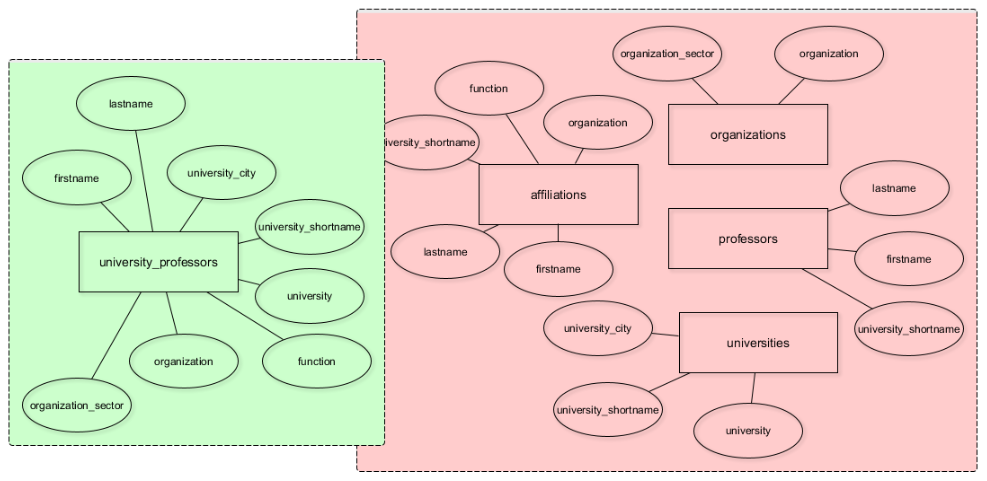 lastname
firstname
university_city
university_shortname
university_professors
university
organization
function
organization_sector
organization_sector
organization
function
organization
iversity_shortname
organizations
affiliations
lastname
firstname
lastname
professors
firstname
university_shortname
university_city
universities
university_shortname
university